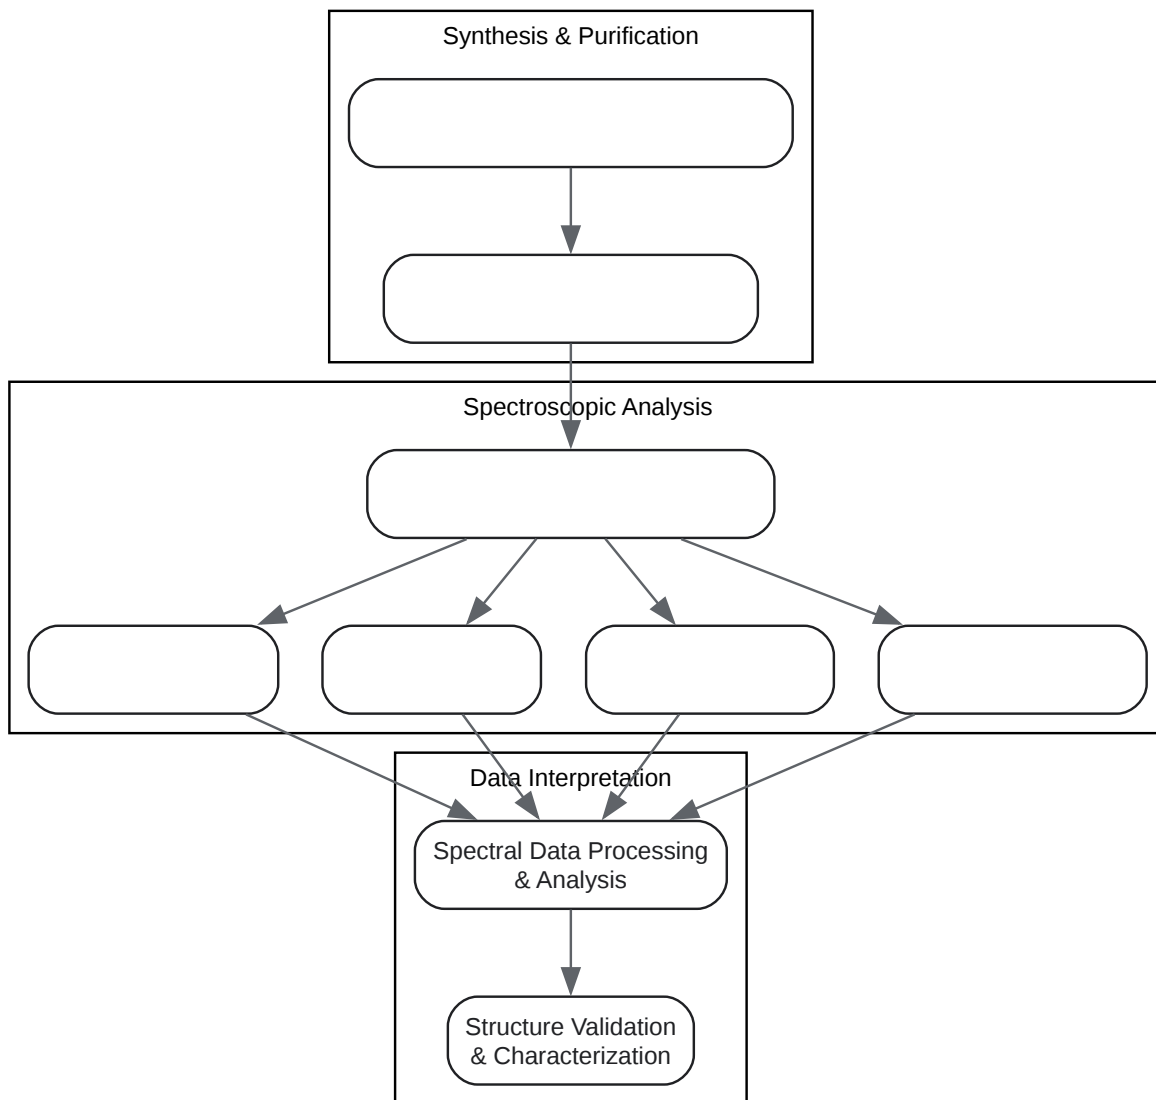 Synthesis & Purification
Spectroscopic Analysis
Data Interpretation
Spectral Data Processing
& Analysis
Structure Validation
& Characterization